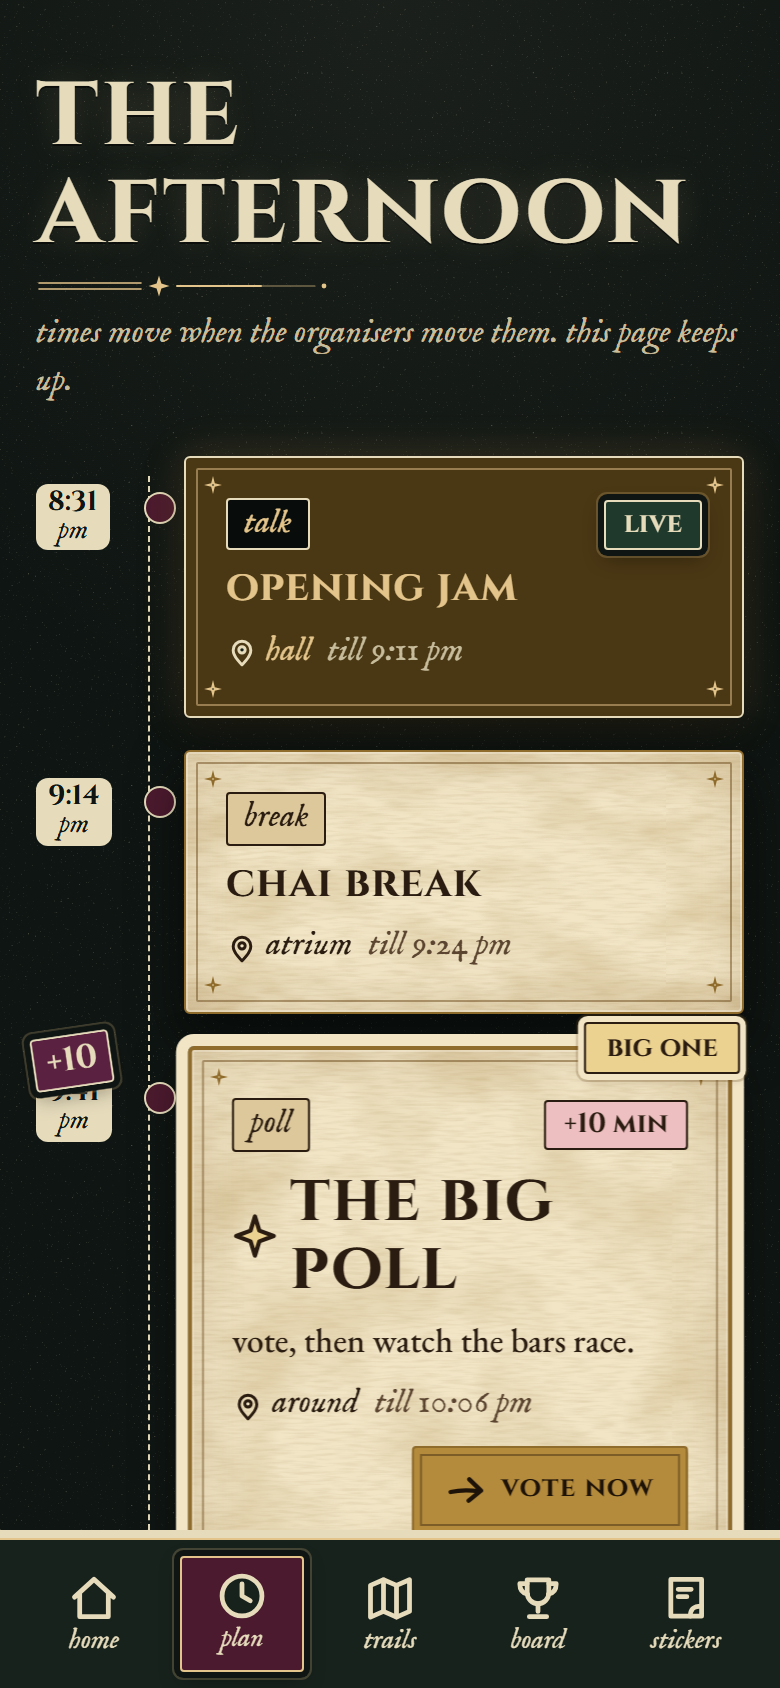 THE
AFTERNOON
times move when the organisers move them. this page keeps
up.
8:31
pm
talk
LIVE
OPENING JAM
hall till 9:11 pm
9:14
pm
break
CHAI BREAK
atrium till 9:24 pm
BIG ONE
+10
pm
poll
+10 MIN
THE BIG
POLL
vote, then watch the bars race.
around till 10:06 pm
VOTE NOW
home
plan
trails
board
stickers